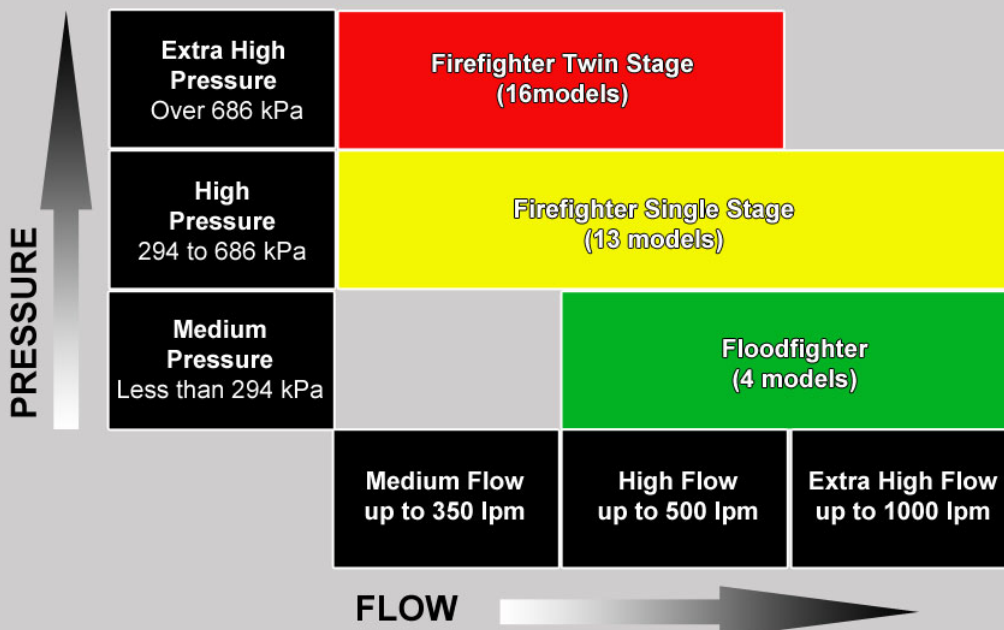 Extra High
Pressure
Over 686 kPa
Firefighter Twin Stage
(16models)
High
Pressure
294 to 686 kPa
Firefighter Single Stage
(13 models)
Medium
Pressure
Less than 294 kPa
Floodfighter
(4 models)
PRESSURE
Medium Flow
up to 350 lpm
High Flow
up to 500 lpm
Extra High Flow
up to 1000 lpm
FLOW